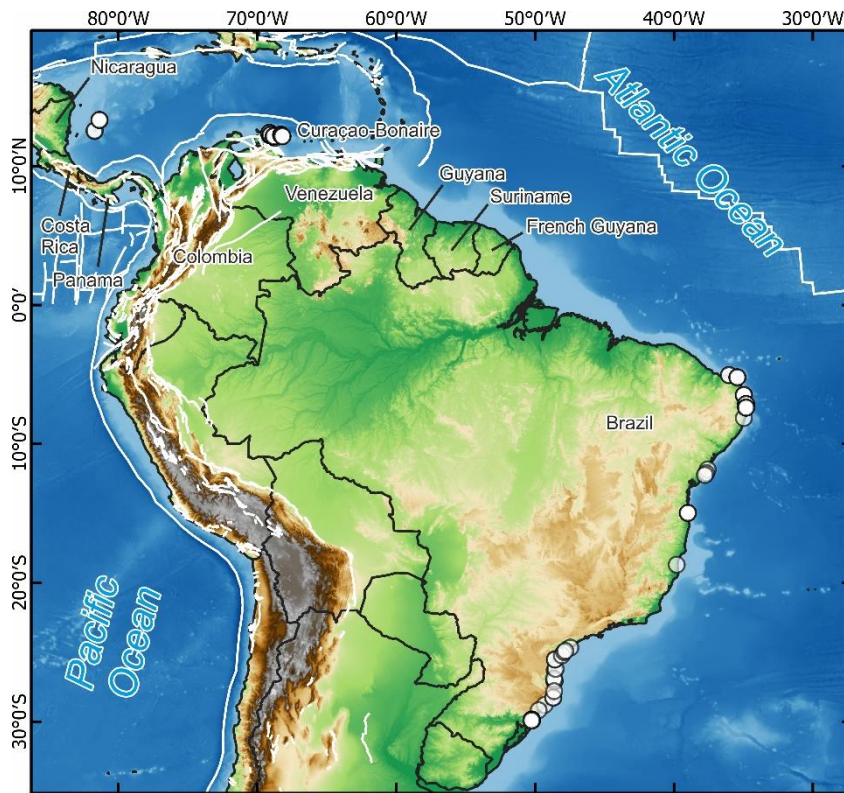 80°0'W
70°0'W
60°0'W
50°0'W
40°0'W
30°0'W
Nicaragua
Atlantic Ocean
Curaçao-Bonaire
10°0'N
Guyana
Venezuela
Suriname
Costa
Rica
French Guyana
Colombia
Panama
0°0'
Brazil
10°0'S
20°0'S
Pacific
Ocean
30°0'S